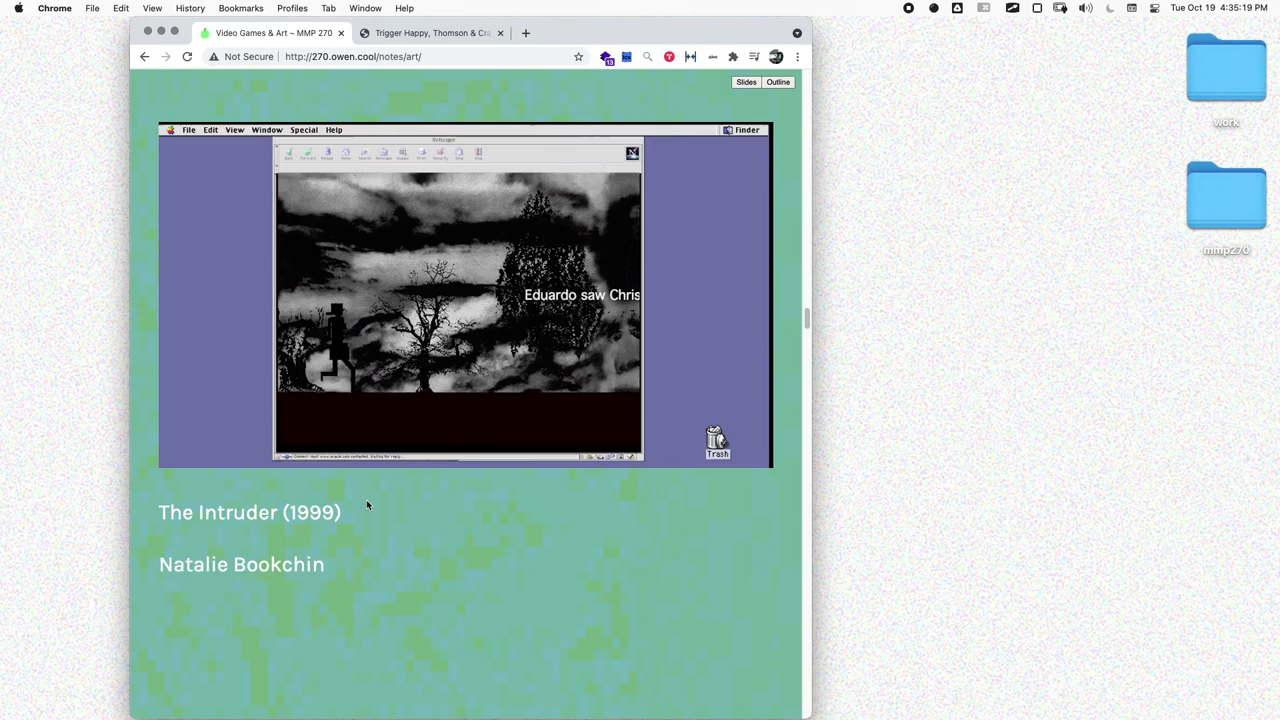 Chrome File Edit View History Bookmarks Profiles Tab Window Help Tue Oct 19 4:35:19 PM
Video Games & Art ~ MMP 270 Trigger Happy, Thomson & Cra
Not Secure http://270.owen.cool/notes/art/
13
Slides Outline
File Edit View Window Special Help Finder
Netscape
Eduardo saw Chris
Trash
The Intruder (1999)
Natalie Bookchin
work
mmp270